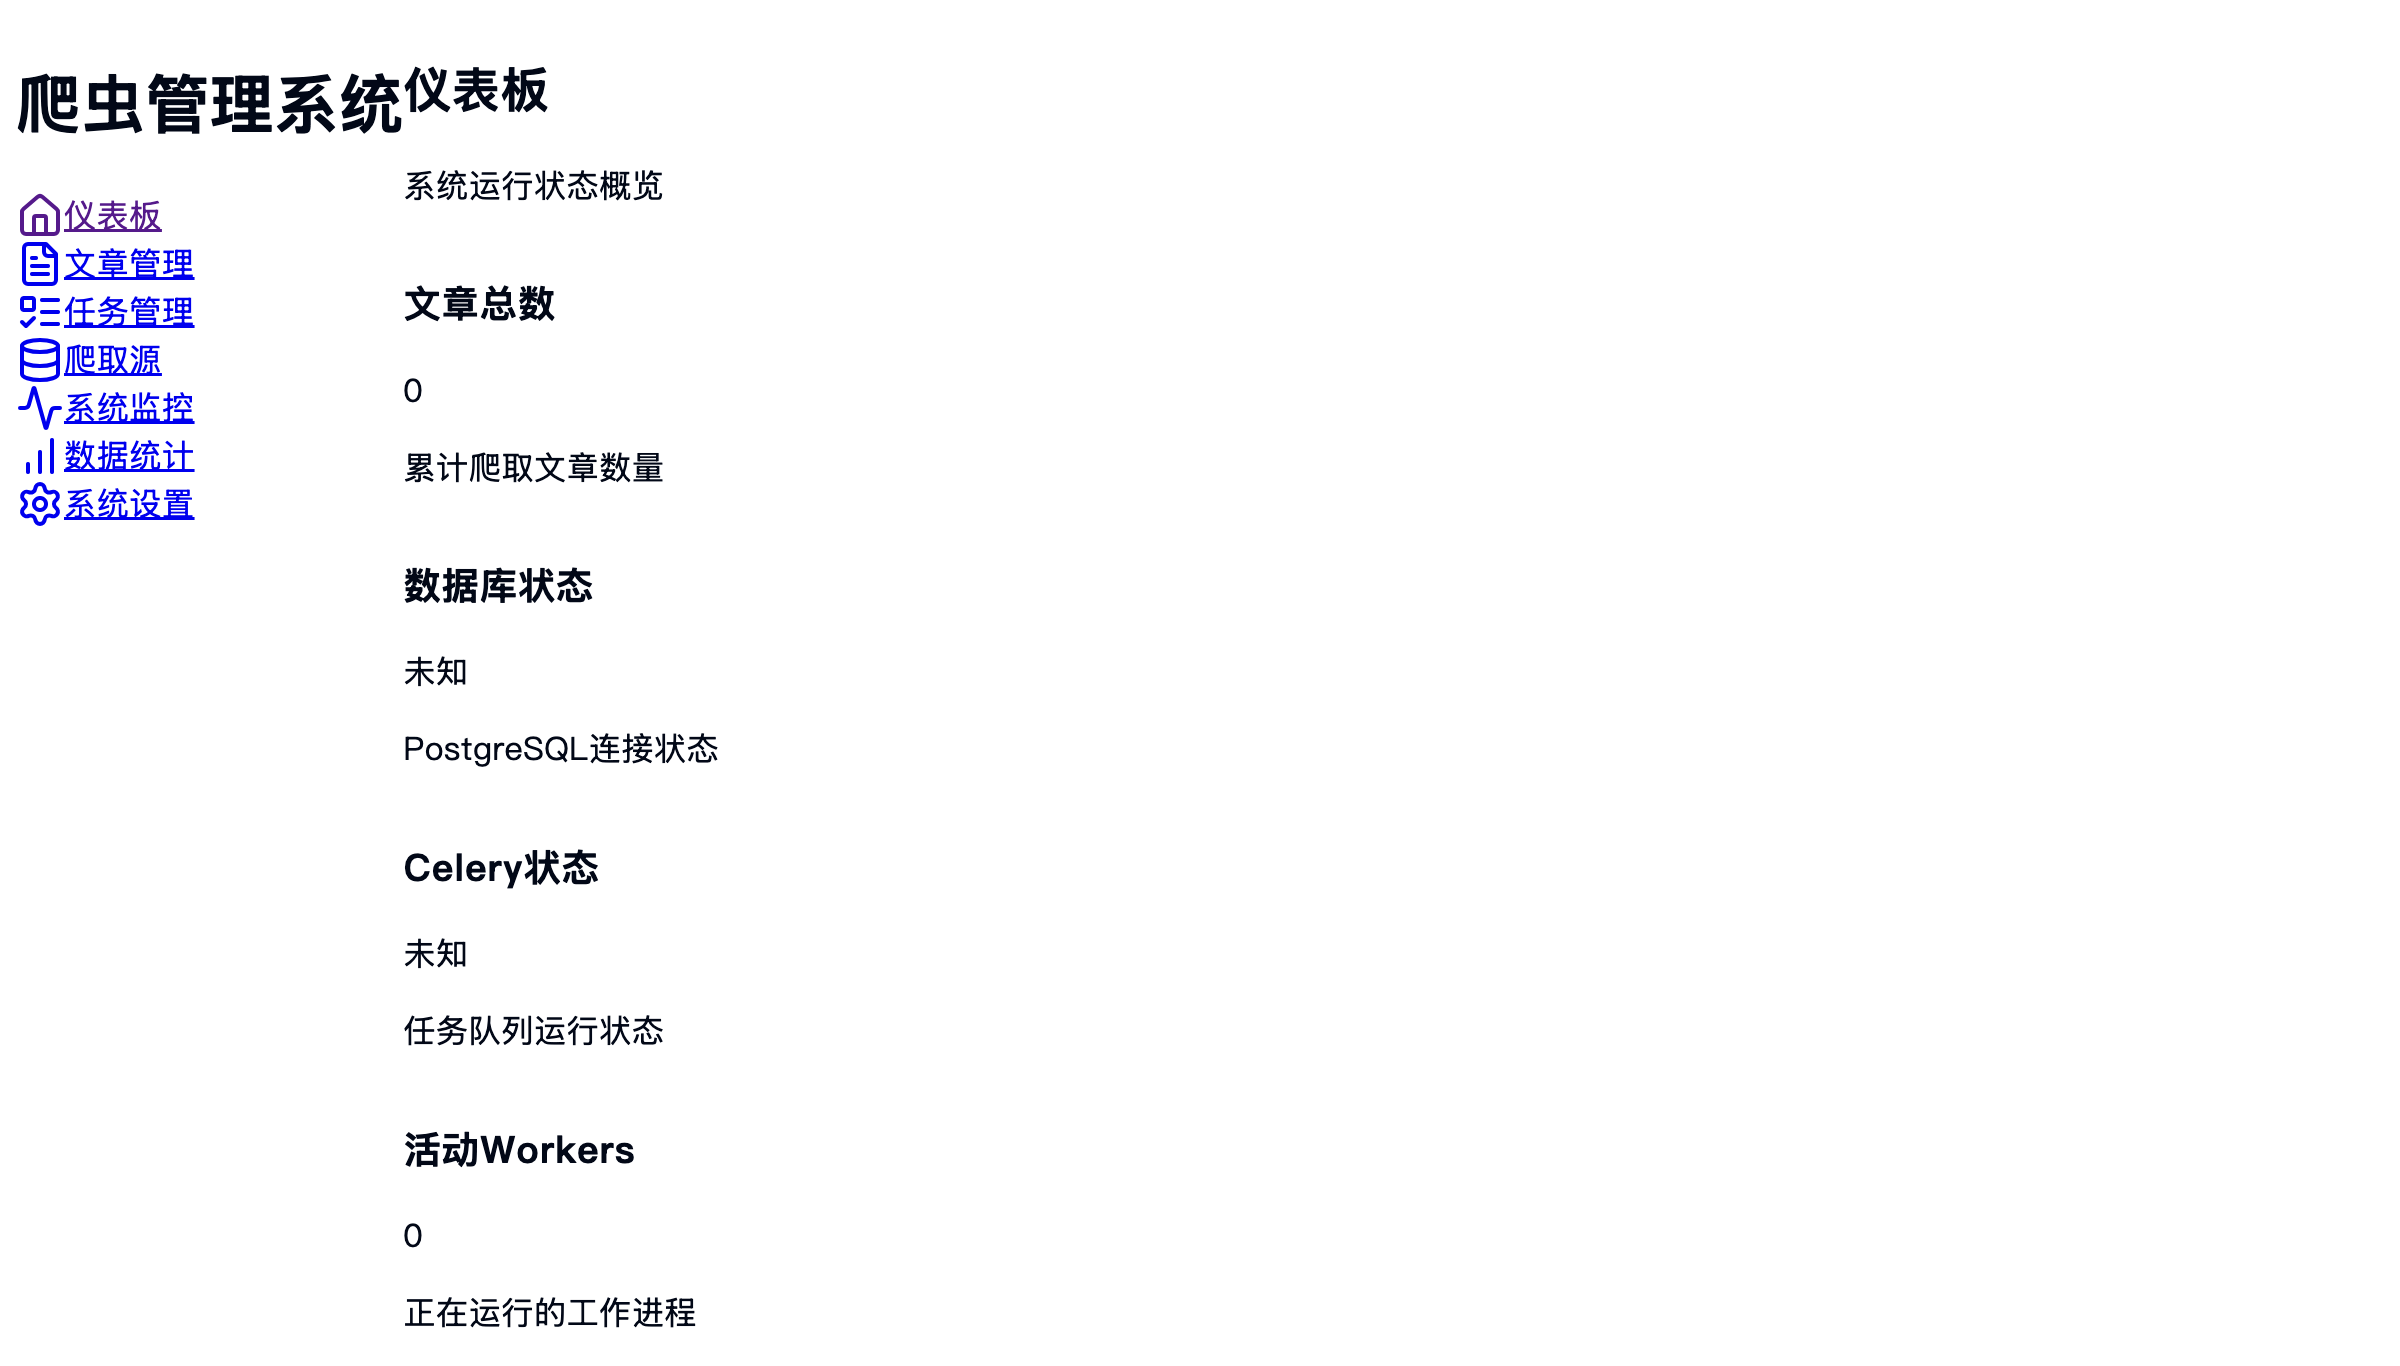 爬虫管理系统
仪表板
文章管理
任务管理
爬取源
系统监控
数据统计
系统设置
仪表板
系统运行状态概览
文章总数
0
累计爬取文章数量
数据库状态
未知
PostgreSQL连接状态
Celery状态
未知
任务队列运行状态
活动Workers
0
正在运行的工作进程